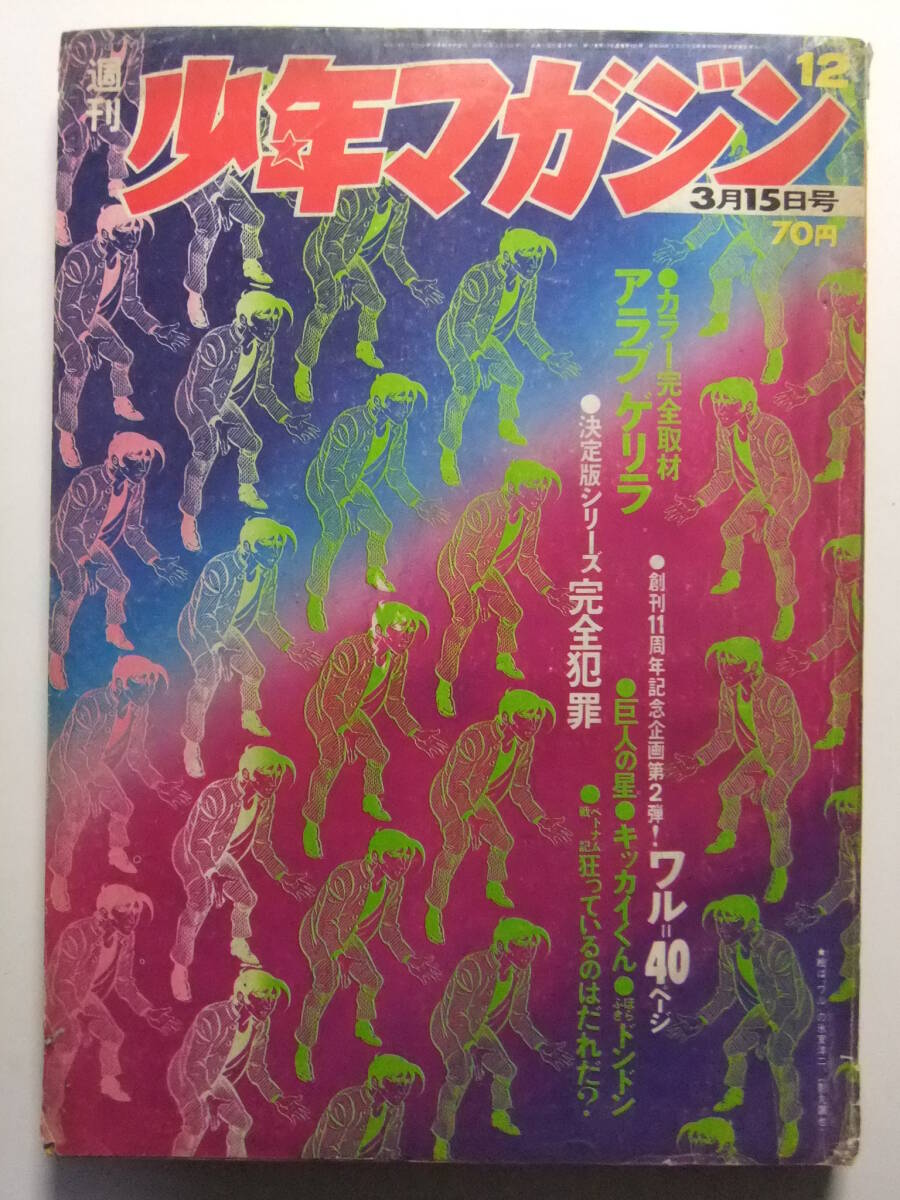 週刊
少年マガジン
12
3月15日号
70円
●カラー完全取材
アラブゲリラ
●決定版シリーズ 完全犯罪
●創刊11周年記念企画第2弾!ワル=40ページ
●巨人の星●キッカイくん●ほらふきドンドン
●ベトナム戦記狂っているのはだれだ?